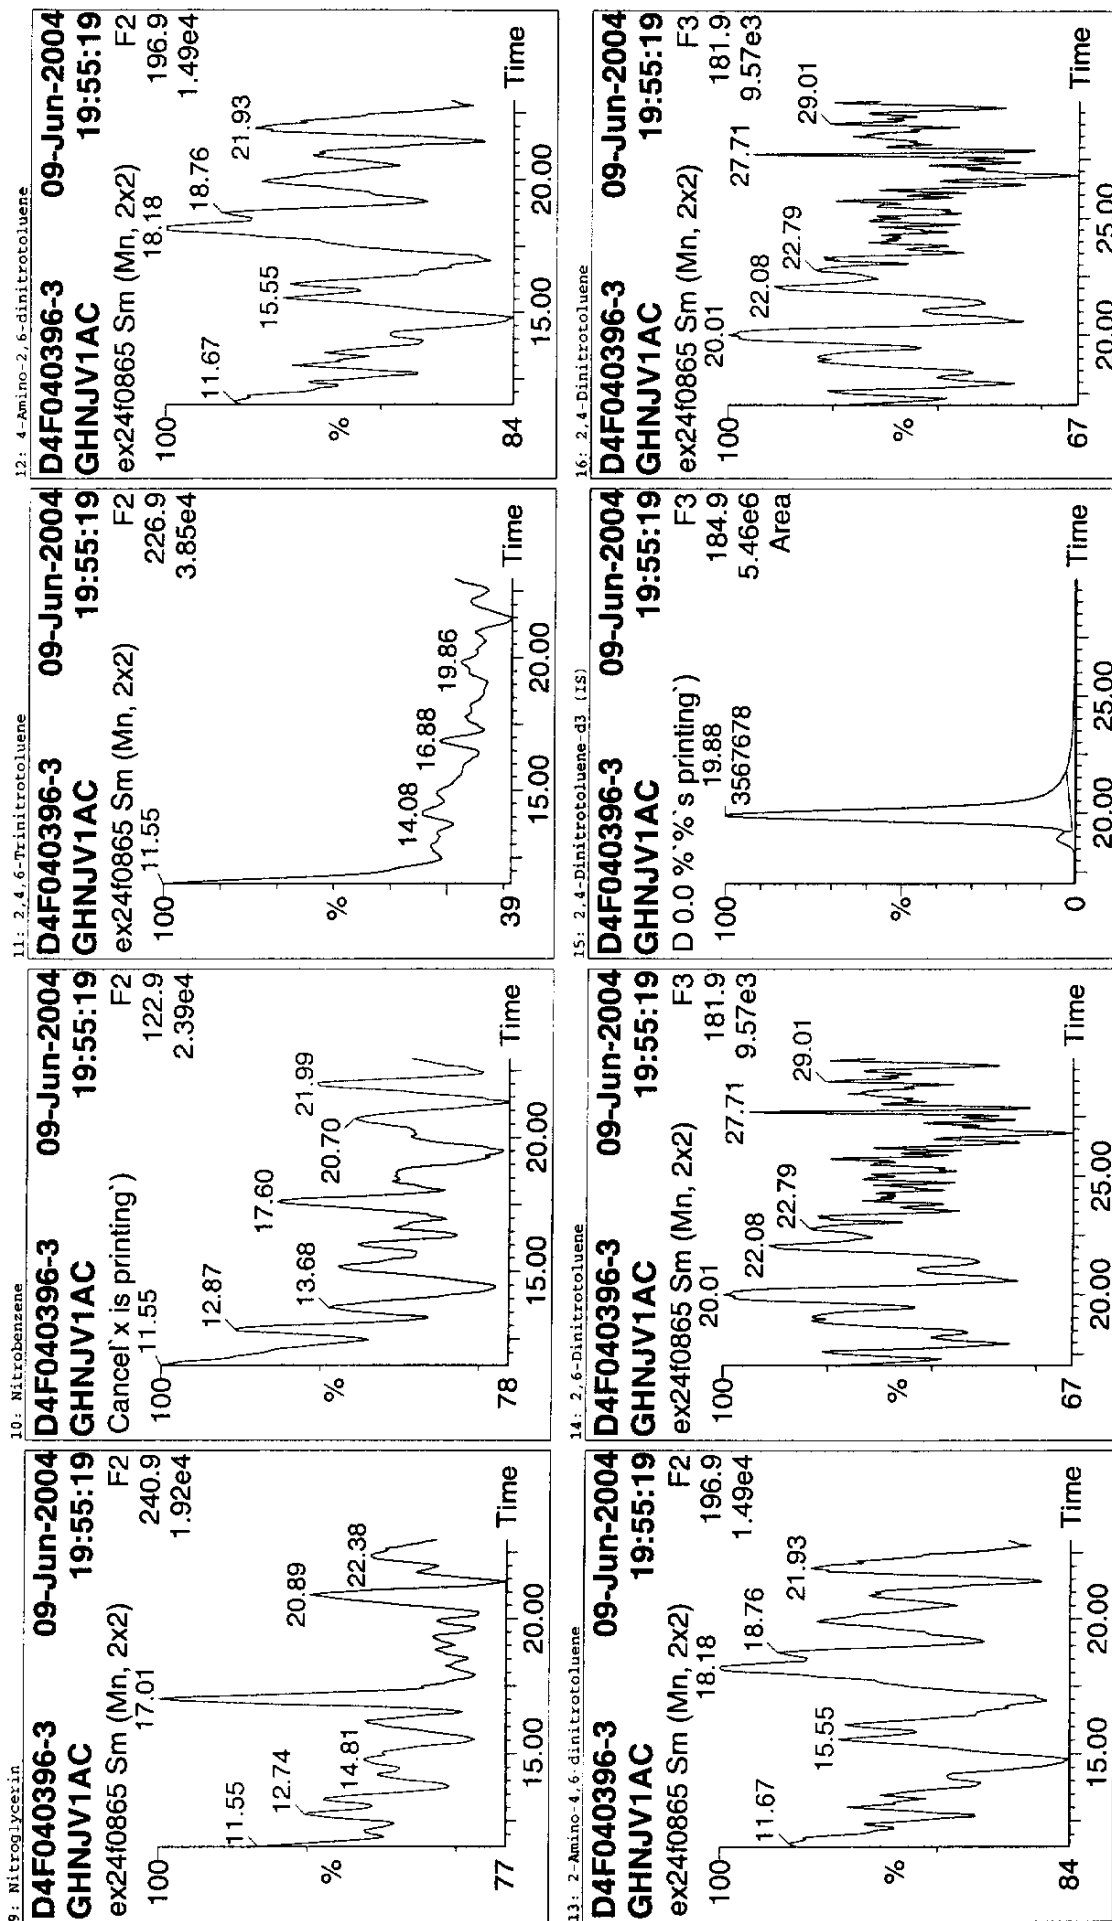 9: Nitroglycerin
D4F040396-3 09-Jun-2004
GHNJV1AC 19:55:19
ex24f0865 Sm (Mn, 2x2) F2
17.01 240.9
100 1.92e4
11.55
12.74
14.81
20.89
22.38
%
77
15.00 20.00 Time
10: Nitrobenzene
D4F040396-3 09-Jun-2004
GHNJV1AC 19:55:19
Cancel`x is printing`) F2
11.55 122.9
100 2.39e4
12.87
13.68
17.60
20.70
21.99
%
78
15.00 20.00 Time
11: 2,4,6-Trinitrotoluene
D4F040396-3 09-Jun-2004
GHNJV1AC 19:55:19
ex24f0865 Sm (Mn, 2x2) F2
11.55 226.9
100 3.85e4
14.08
16.88
19.86
%
39
15.00 20.00 Time
12: 4-Amino-2,6-dinitrotoluene
D4F040396-3 09-Jun-2004
GHNJV1AC 19:55:19
ex24f0865 Sm (Mn, 2x2) F2
18.18 196.9
100 1.49e4
11.67
15.55
18.76
21.93
%
84
15.00 20.00 Time
13: 2-Amino-4,6-dinitrotoluene
D4F040396-3 09-Jun-2004
GHNJV1AC 19:55:19
ex24f0865 Sm (Mn, 2x2) F2
18.18 196.9
100 1.49e4
11.67
15.55
18.76
21.93
%
84
15.00 20.00 Time
14: 2,6-Dinitrotoluene
D4F040396-3 09-Jun-2004
GHNJV1AC 19:55:19
ex24f0865 Sm (Mn, 2x2) F3
20.01 181.9
100 9.57e3
22.08
22.79
27.71
29.01
%
67
20.00 25.00 Time
15: 2,4-Dinitrotoluene-d3 (IS)
D4F040396-3 09-Jun-2004
GHNJV1AC 19:55:19
D 0.0 %`%`s printing`) F3
19.88 184.9
100 3567678 5.46e6
Area
%
0
20.00 25.00 Time
16: 2,4-Dinitrotoluene
D4F040396-3 09-Jun-2004
GHNJV1AC 19:55:19
ex24f0865 Sm (Mn, 2x2) F3
20.01 181.9
100 9.57e3
22.08
22.79
27.71
29.01
%
67
20.00 25.00 Time